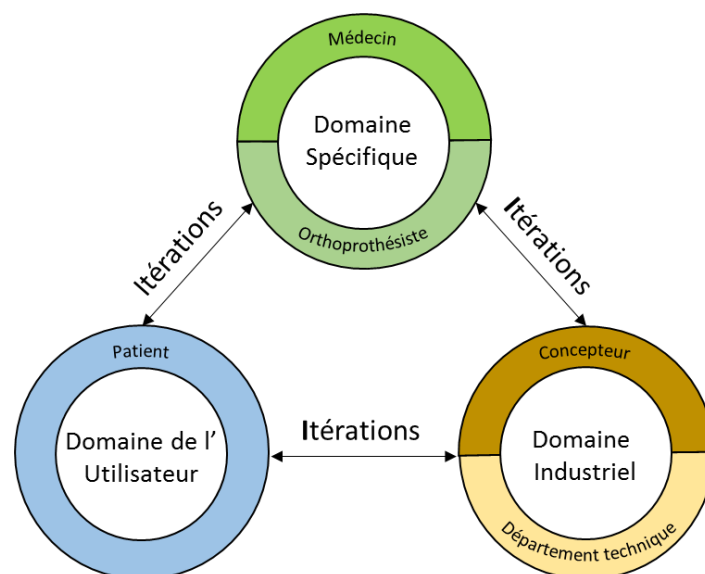 Médecin
Domaine
Spécifique
Orthoprothésiste
Itérations
Itérations
Patient
Domaine de l'
Utilisateur
Itérations
Concepteur
Domaine
Industriel
Département technique